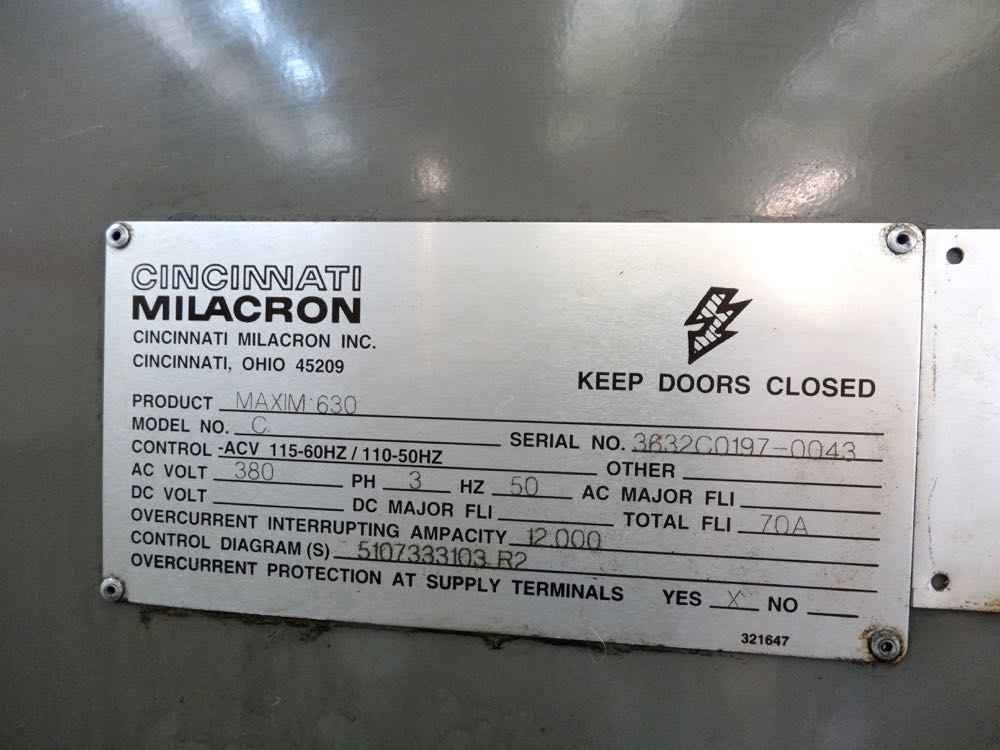 CINCINNATI
MILACRON
CINCINNATI MILACRON INC.
CINCINNATI, OHIO 45209
KEEP DOORS CLOSED
PRODUCT MAXIM 630
MODEL NO. C SERIAL NO. 3632C0197-0043
CONTROL -ACV 115-60HZ / 110-50HZ OTHER
AC VOLT 380 PH 3 HZ 50 AC MAJOR FLI
DC VOLT DC MAJOR FLI TOTAL FLI 70A
OVERCURRENT INTERRUPTING AMPACITY 12,000
CONTROL DIAGRAM (S) 5107333103 R2
OVERCURRENT PROTECTION AT SUPPLY TERMINALS YES X NO
321647